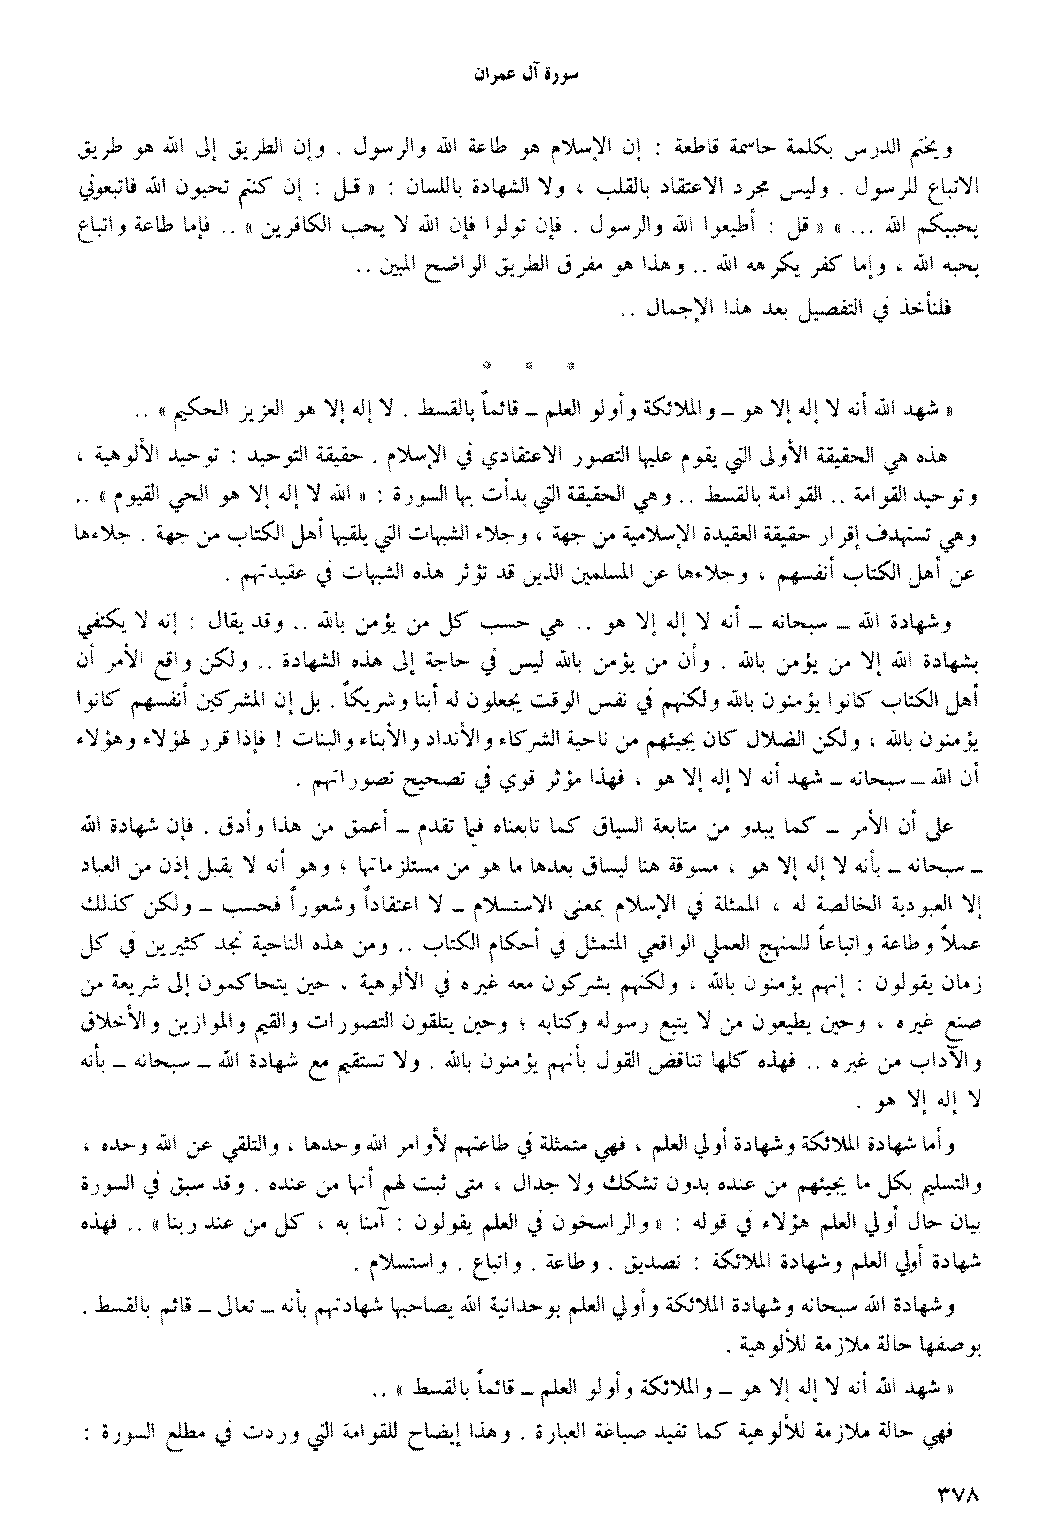 سورة آل عمران
ويختم الدرس بكلمة حاسمة قاطعة : إن الإسلام هو طاعة الله والرسول . وإن الطريق إلى الله هو طريق
الاتباع للرسول . وليس مجرد الاعتقاد بالقلب ، ولا الشهادة باللسان : « قل : إن كنتم تحبون الله فاتبعوني
يحببكم الله ... » « قل : أطيعوا الله والرسول . فإن تولوا فإن الله لا يحب الكافرين » .. فإما طاعة واتباع
يحبه الله ، وإما كفر يكرهه الله .. وهذا هو مفرق الطريق الواضح المبين ..
فلنأخذ في التفصيل بعد هذا الإجمال ..
* * *
« شهد الله أنه لا إله إلا هو ــ والملائكة وأولو العلم ــ قائماً بالقسط . لا إله إلا هو العزيز الحكيم » ..
هذه هي الحقيقة الأولى التي يقوم عليها التصور الاعتقادي في الإسلام . حقيقة التوحيد : توحيد الألوهية ،
وتوحيد القوامة .. القوامة بالقسط .. وهي الحقيقة التي بدأت بها السورة : « الله لا إله إلا هو الحي القيوم » ..
وهي تستهدف إقرار حقيقة العقيدة الإسلامية من جهة ، وجلاء الشبهات التي يلقيها أهل الكتاب من جهة . جلاءها
عن أهل الكتاب أنفسهم ، وجلاءها عن المسلمين الذين قد تؤثر هذه الشبهات في عقيدتهم .
وشهادة الله ــ سبحانه ــ أنه لا إله إلا هو .. هي حسب كل من يؤمن بالله .. وقد يقال : إنه لا يكتفي
بشهادة الله إلا من يؤمن بالله . وأن من يؤمن بالله ليس في حاجة إلى هذه الشهادة .. ولكن واقع الأمر أن
أهل الكتاب كانوا يؤمنون بالله ولكنهم في نفس الوقت يجعلون له أبنا وشريكاً . بل إن المشركين أنفسهم كانوا
يؤمنون بالله ، ولكن الضلال كان يجيئهم من ناحية الشركاء والأنداد والأبناء والبنات ! فإذا قرر لهؤلاء وهؤلاء
أن الله ــ سبحانه ــ شهد أنه لا إله إلا هو ، فهذا مؤثر قوي في تصحيح تصوراتهم .
على أن الأمر ــ كما يبدو من متابعة السياق كما تابعناه فيما تقدم ــ أعمق من هذا وأدق . فإن شهادة الله
ــ سبحانه ــ بأنه لا إله إلا هو ، مسوقة هنا ليساق بعدها ما هو من مستلزماتها ؛ وهو أنه لا يقبل إذن من العباد
إلا العبودية الخالصة له ، الممثلة في الإسلام بمعنى الاستسلام ــ لا اعتقاداً وشعوراً فحسب ــ ولكن كذلك
عملاً وطاعة واتباعاً للمنهج العملي الواقعي المتمثل في أحكام الكتاب .. ومن هذه الناحية نجد كثيرين في كل
زمان يقولون : إنهم يؤمنون بالله ، ولكنهم يشركون معه غيره في الألوهية ، حين يتحاكمون إلى شريعة من
صنع غيره ، وحين يطيعون من لا يتبع رسوله وكتابه ؛ وحين يتلقون التصورات والقيم والموازين والأخلاق
والآداب من غيره .. فهذه كلها تناقض القول بأنهم يؤمنون بالله . ولا تستقيم مع شهادة الله ــ سبحانه ــ بأنه
لا إله إلا هو .
وأما شهادة الملائكة وشهادة أولي العلم ، فهي متمثلة في طاعتهم لأوامر الله وحدها ، والتلقي عن الله وحده ،
والتسليم بكل ما يجيئهم من عنده بدون تشكك ولا جدال ، متى ثبت لهم أنها من عنده . وقد سبق في السورة
بيان حال أولي العلم هؤلاء في قوله : « والراسخون في العلم يقولون : آمنا به ، كل من عند ربنا » .. فهذه
شهادة أولي العلم وشهادة الملائكة : تصديق . وطاعة . واتباع . واستسلام .
وشهادة الله سبحانه وشهادة الملائكة وأولي العلم بوحدانية الله يصاحبها شهادتهم بأنه ــ تعالى ــ قائم بالقسط .
بوصفها حالة ملازمة للألوهية .
« شهد الله أنه لا إله إلا هو ــ والملائكة وأولو العلم ــ قائماً بالقسط » ..
فهي حالة ملازمة للألوهية كما تفيد صياغة العبارة . وهذا إيضاح للقوامة التي وردت في مطلع السورة :
٣٧٨